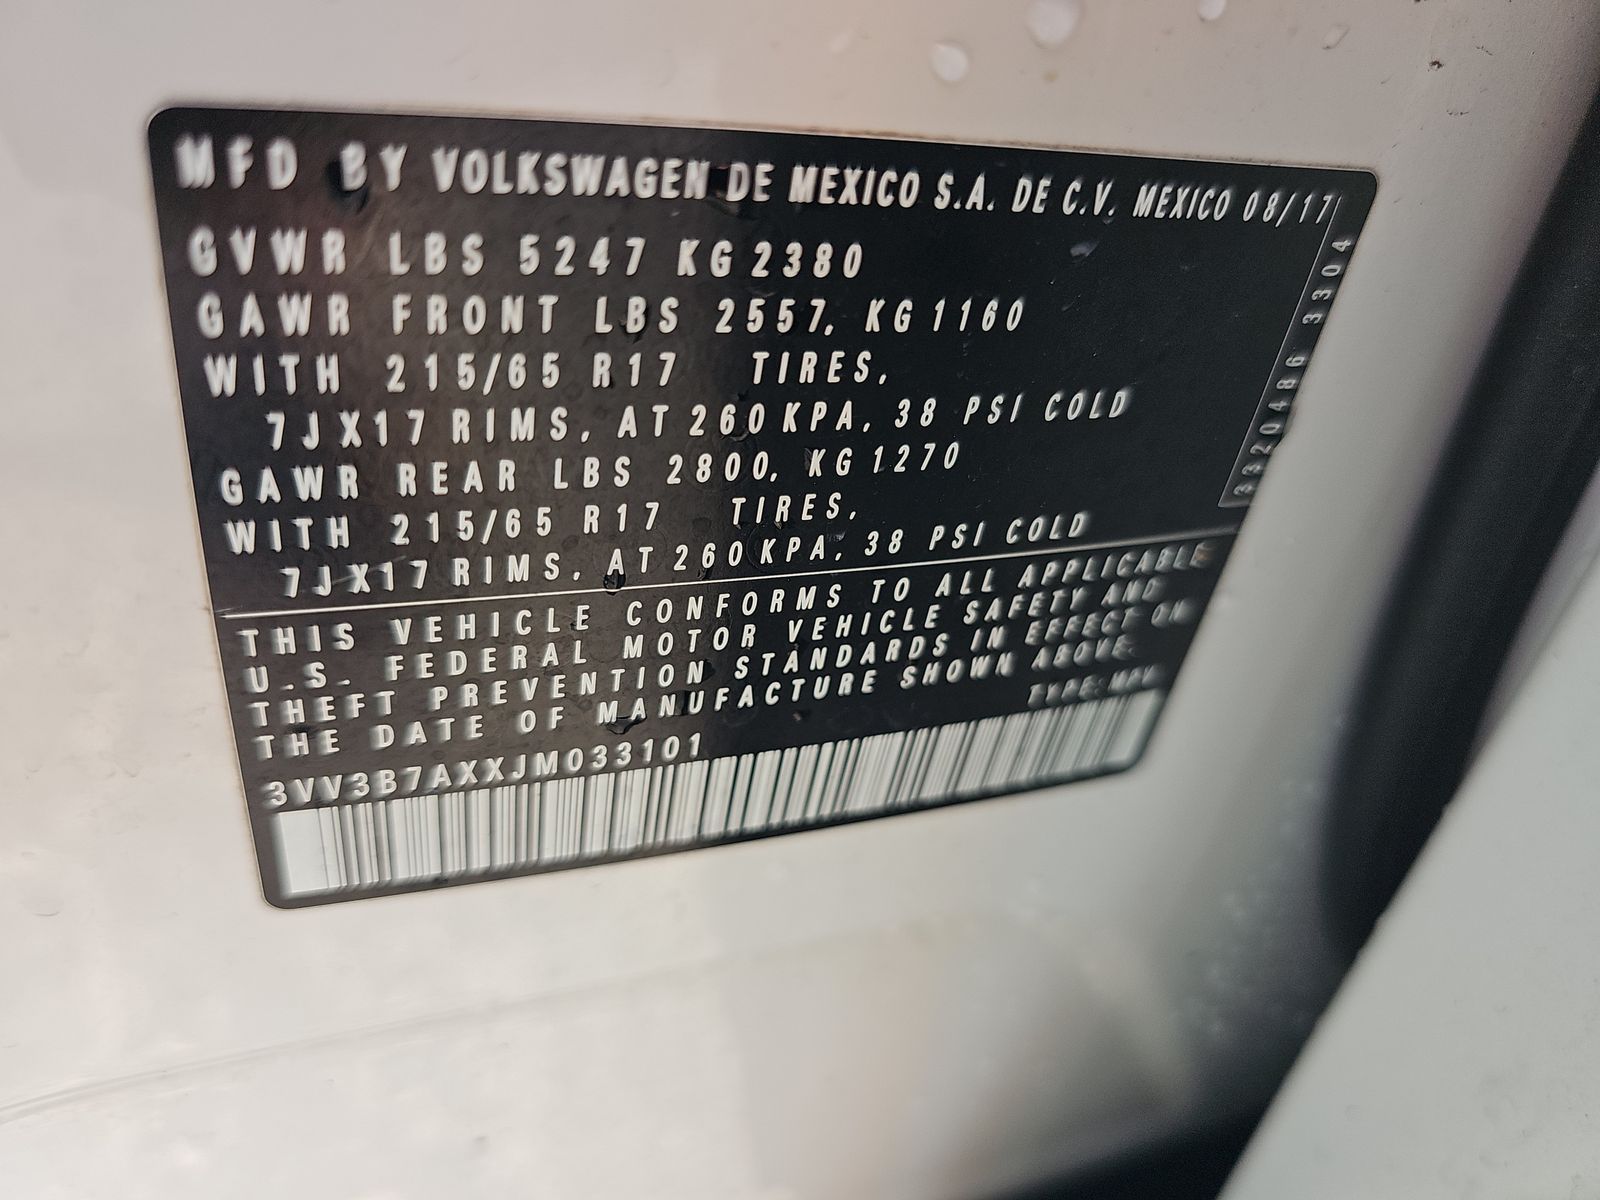 MFD BY VOLKSWAGEN DE MEXICO S.A. DE C.V. MEXICO 08/17
GVWR LBS 5247 KG 2380
GAWR FRONT LBS 2557, KG 1160
WITH 215/65 R17 TIRES,
7JX17 RIMS, AT 260 KPA, 38 PSI COLD
GAWR REAR LBS 2800, KG 1270
WITH 215/65 R17 TIRES,
7JX17 RIMS, AT 260 KPA, 38 PSI COLD
THIS VEHICLE CONFORMS TO ALL APPLICABLE
U.S. FEDERAL MOTOR VEHICLE SAFETY AND
THEFT PREVENTION STANDARDS IN EFFECT ON
THE DATE OF MANUFACTURE SHOWN ABOVE.
TYPE: MPV
3VV3B7AXXJM033101
3320486 3304